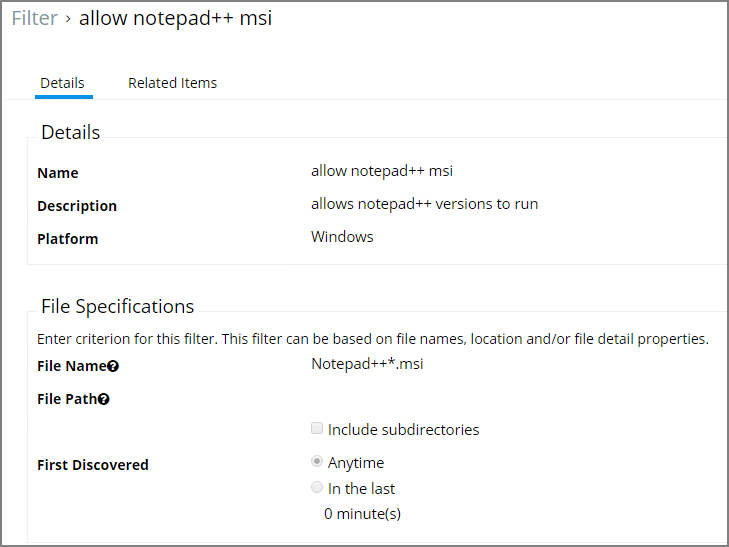 Filter › allow notepad++ msi
Details Related Items
Details
Name allow notepad++ msi
Description allows notepad++ versions to run
Platform Windows
File Specifications
Enter criterion for this filter. This filter can be based on file names, location and/or file detail properties.
File Name? Notepad++*.msi
File Path?
Include subdirectories
First Discovered Anytime
In the last
0 minute(s)